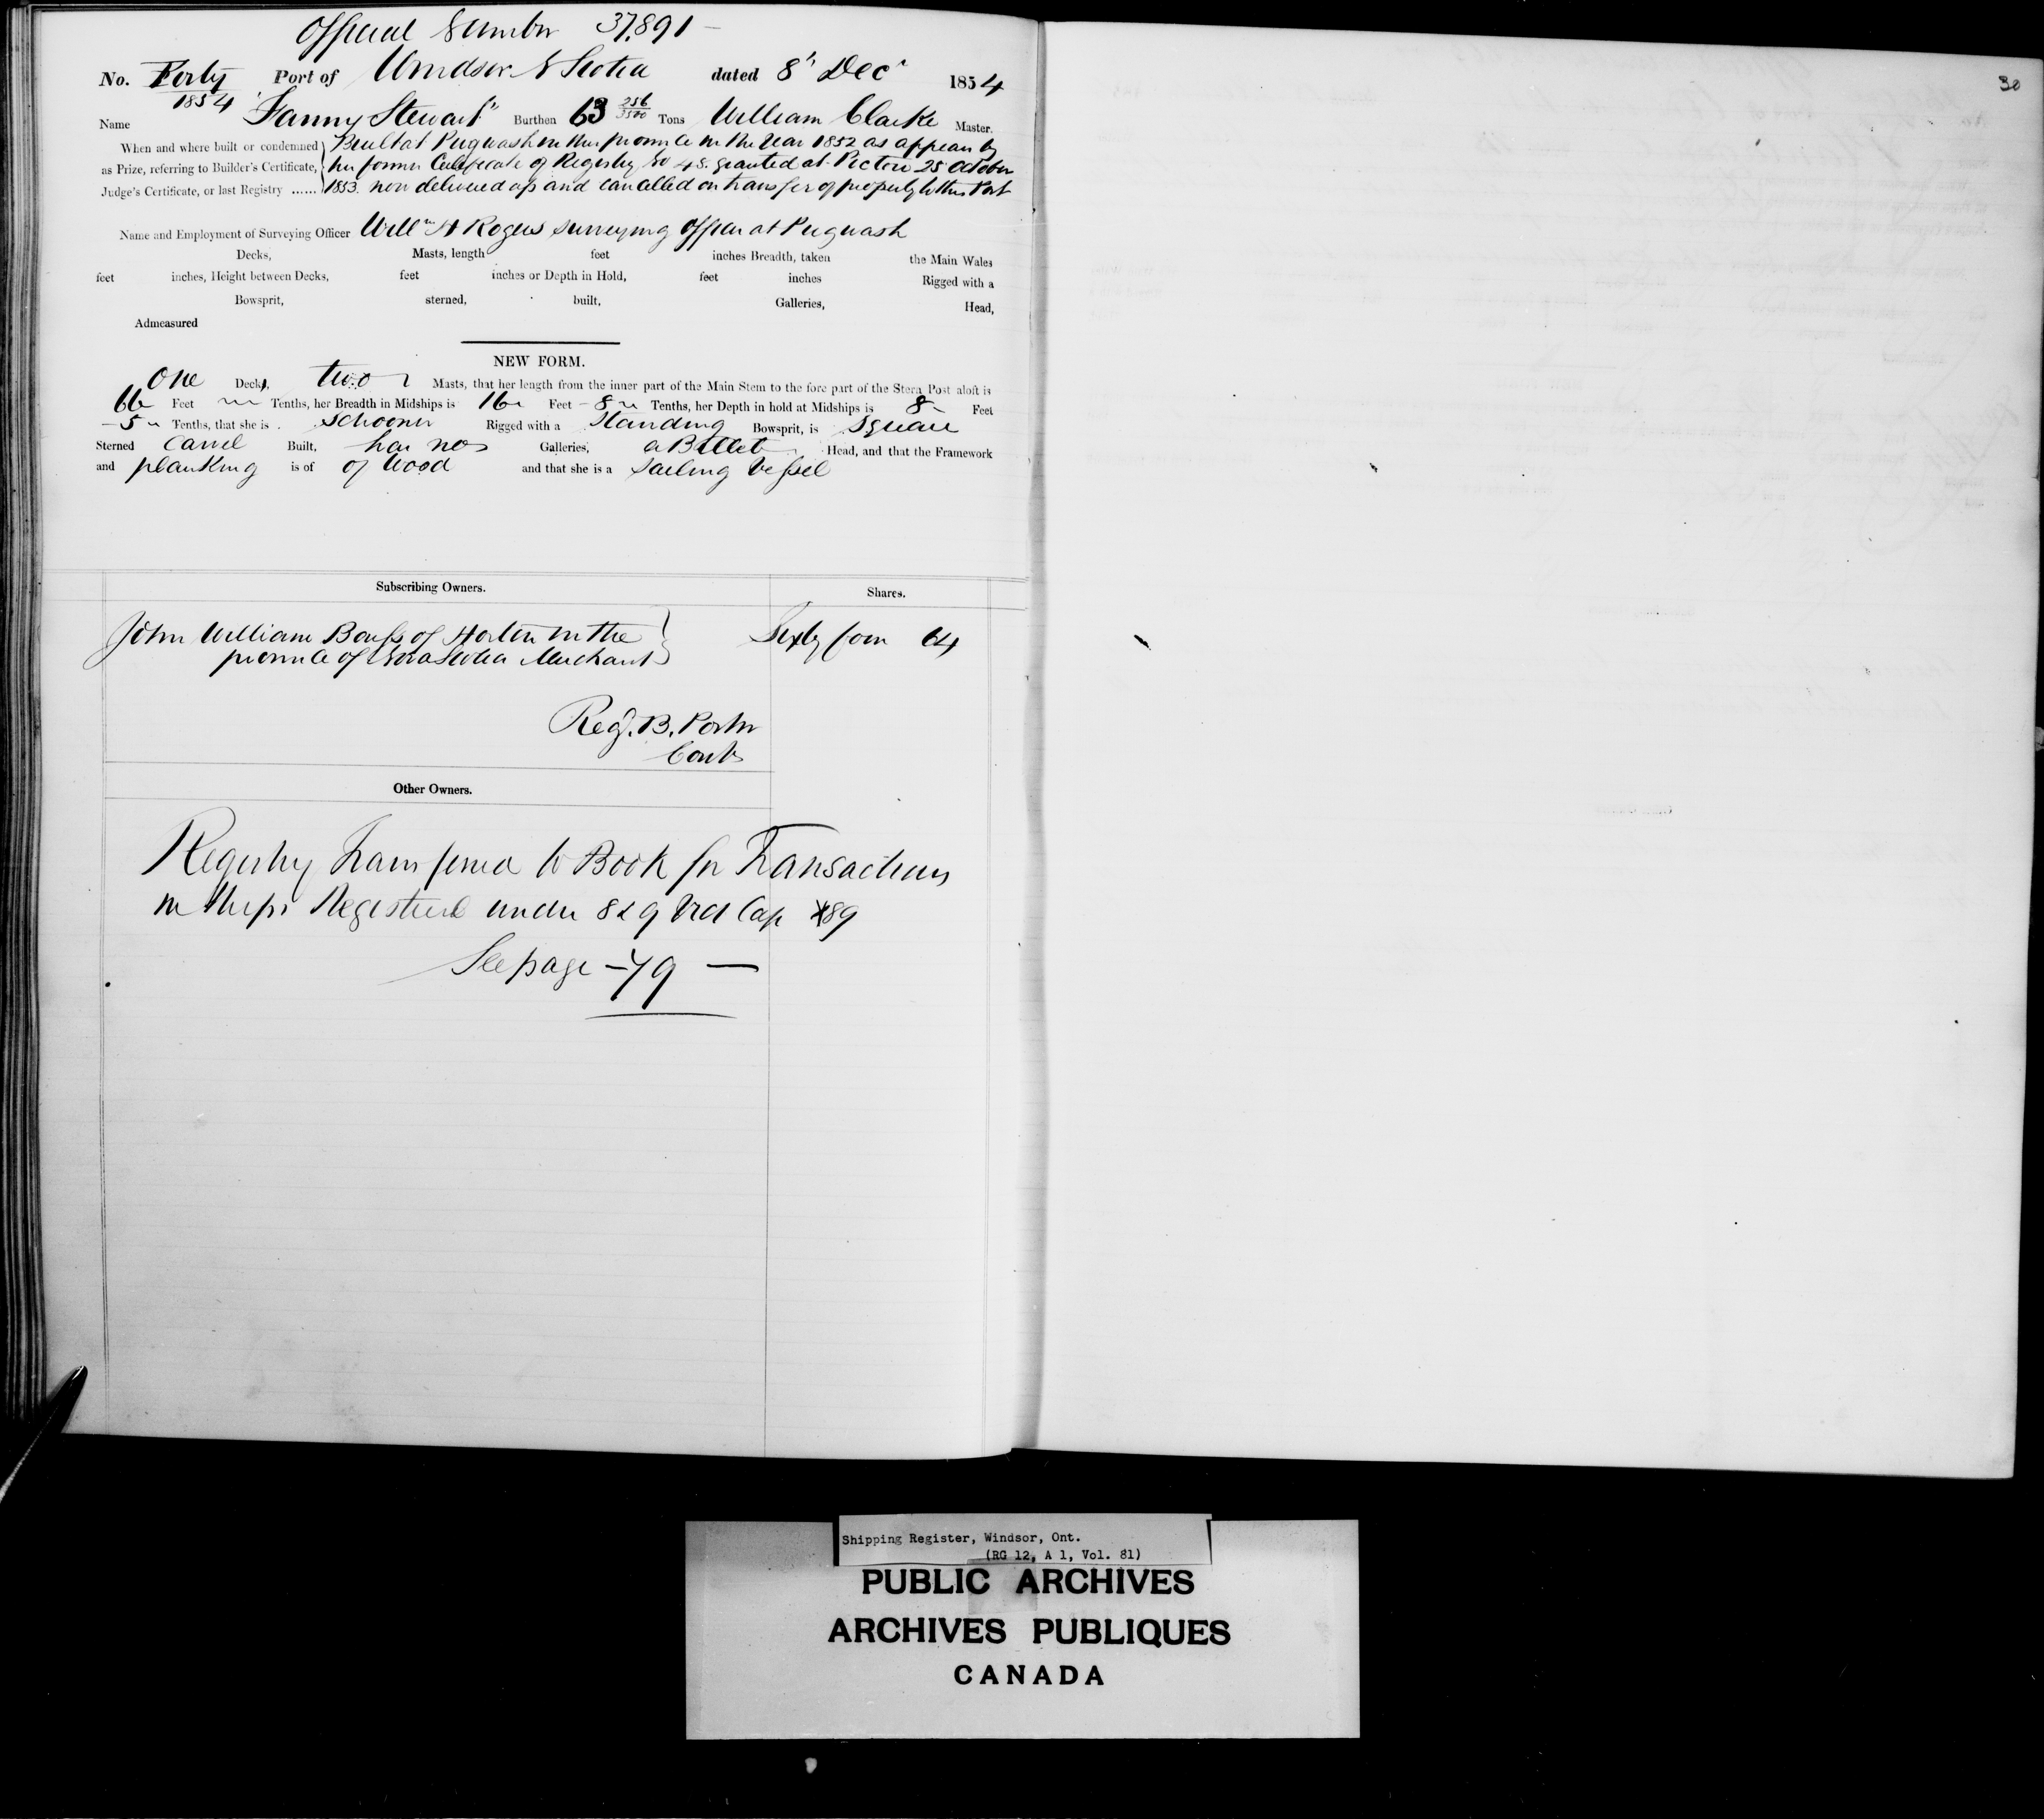 Official Number 37,891 –
No. Forty Port of Windsor N Scotia dated 8" Decr 1854
1854
Name "Fanny Stewart" Burthen 63 256/3500 Tons William Clarke Master.
When and where built or condemned Built at Pugwash in this province in the Year 1852 as appears by
as Prize, referring to Builder's Certificate, her former Certificate of Registry No 48. granted at Pictou 25 October
Judge's Certificate, or last Registry ...... 1853. now delivered up and cancelled on transfer of property to this Port
Name and Employment of Surveying Officer Willm H Rogers surveying Officer at Pugwash
Decks, Masts, length feet inches Breadth, taken the Main Wales
feet inches, Height between Decks, feet inches or Depth in Hold, feet inches Rigged with a
Bowsprit, sterned, built, Galleries, Head,
Admeasured
NEW FORM.
One Deck, two Masts, that her length from the inner part of the Main Stem to the fore part of the Stern Post aloft is
66 Feet Tenths, her Breadth in Midships is 16 Feet – 8 Tenths, her Depth in hold at Midships is 8 Feet
– 5 Tenths, that she is Schooner Rigged with a Standing Bowsprit, is Square
Sterned Carvel Built, has no Galleries, a Billet Head, and that the Framework
and planking is of of Wood and that she is a Sailing Vessel
Subscribing Owners. Shares.
John William Barss of Horton in the Sixty four 64
province of Nova Scotia Merchant
Reg. B. Porter
Contr
Other Owners.
Registry Transferred to Book for Transactions
in Ships Registered under 8 & 9 Vict Cap 89
See page – 79 —
30
Shipping Register, Windsor, Ont.
(RG 12, A 1, Vol. 81)
PUBLIC ARCHIVES
ARCHIVES PUBLIQUES
CANADA